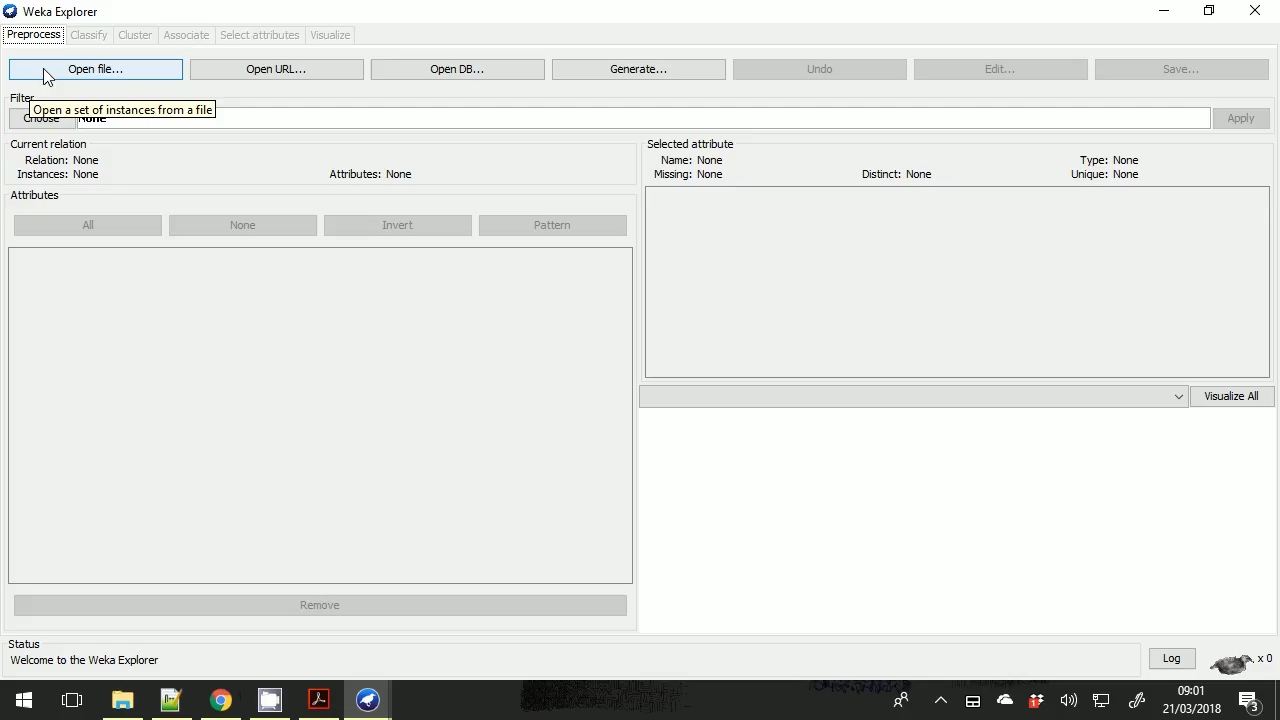 Weka Explorer
Preprocess Classify Cluster Associate Select attributes Visualize
Open file... Open URL... Open DB... Generate... Undo Edit... Save...
Filter
Open a set of instances from a file
Choose None Apply
Current relation
Relation: None
Instances: None Attributes: None
Selected attribute
Name: None Type: None
Missing: None Distinct: None Unique: None
Attributes
All None Invert Pattern
Visualize All
Remove
Status
Welcome to the Weka Explorer
Log x 0
09:01
21/03/2018
3